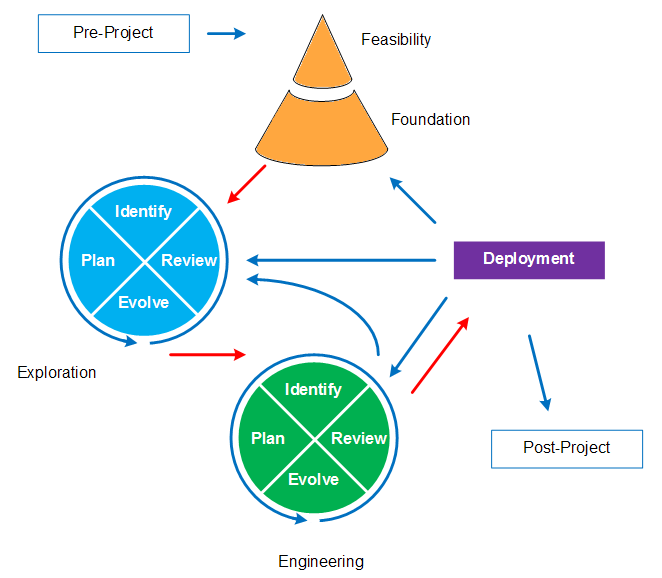 Pre-Project
Feasibility
Foundation
Identify
Plan
Review
Evolve
Exploration
Deployment
Identify
Plan
Review
Evolve
Engineering
Post-Project